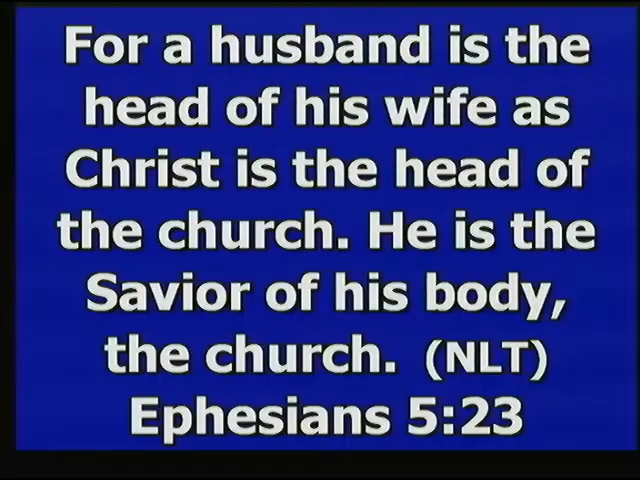 For a husband is the
head of his wife as
Christ is the head of
the church. He is the
Savior of his body,
the church. (NLT)
Ephesians 5:23